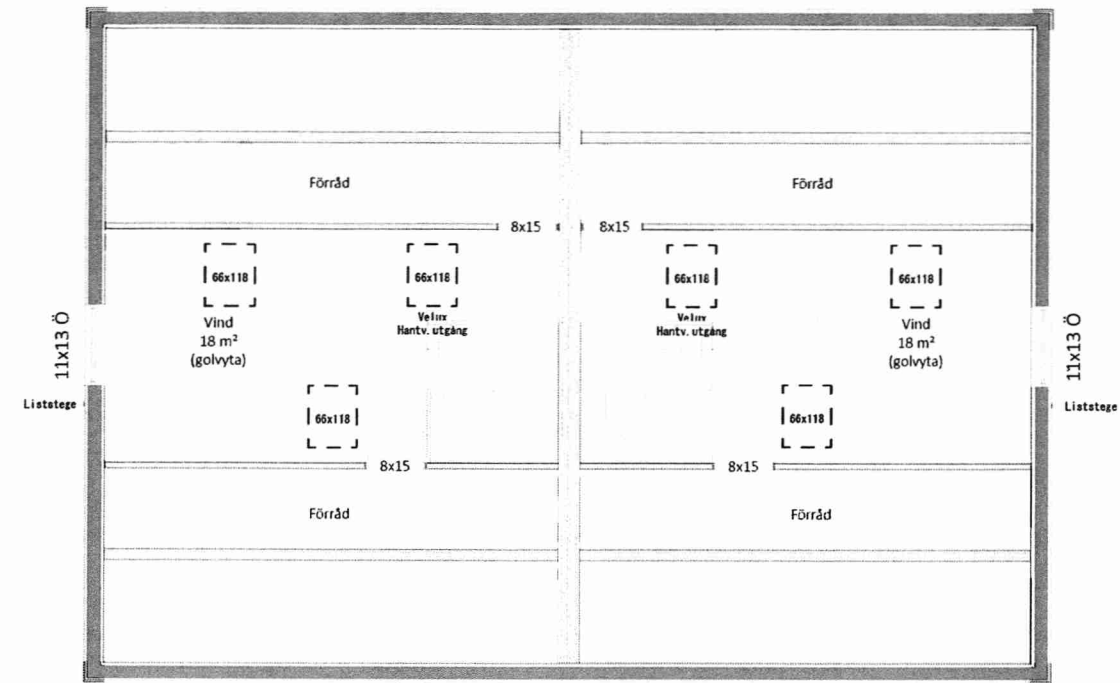 Förråd
Förråd
8x15
8x15
66x118
66x118
66x118
66x118
Velux
Hantv. utgång
Velux
Hantv. utgång
Vind
18 m²
(golvyta)
Vind
18 m²
(golvyta)
11x13 Ö
11x13 Ö
Liststege
Liststege
66x118
66x118
8x15
8x15
Förråd
Förråd